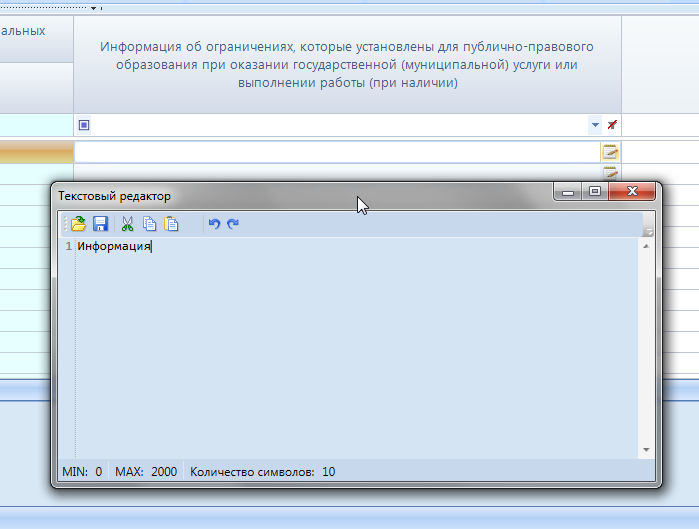 альных
Информация об ограничениях, которые установлены для публично-правового
образования при оказании государственной (муниципальной) услуги или
выполнении работы (при наличии)
Текстовый редактор
1 Информация
MIN: 0 MAX: 2000 Количество символов: 10